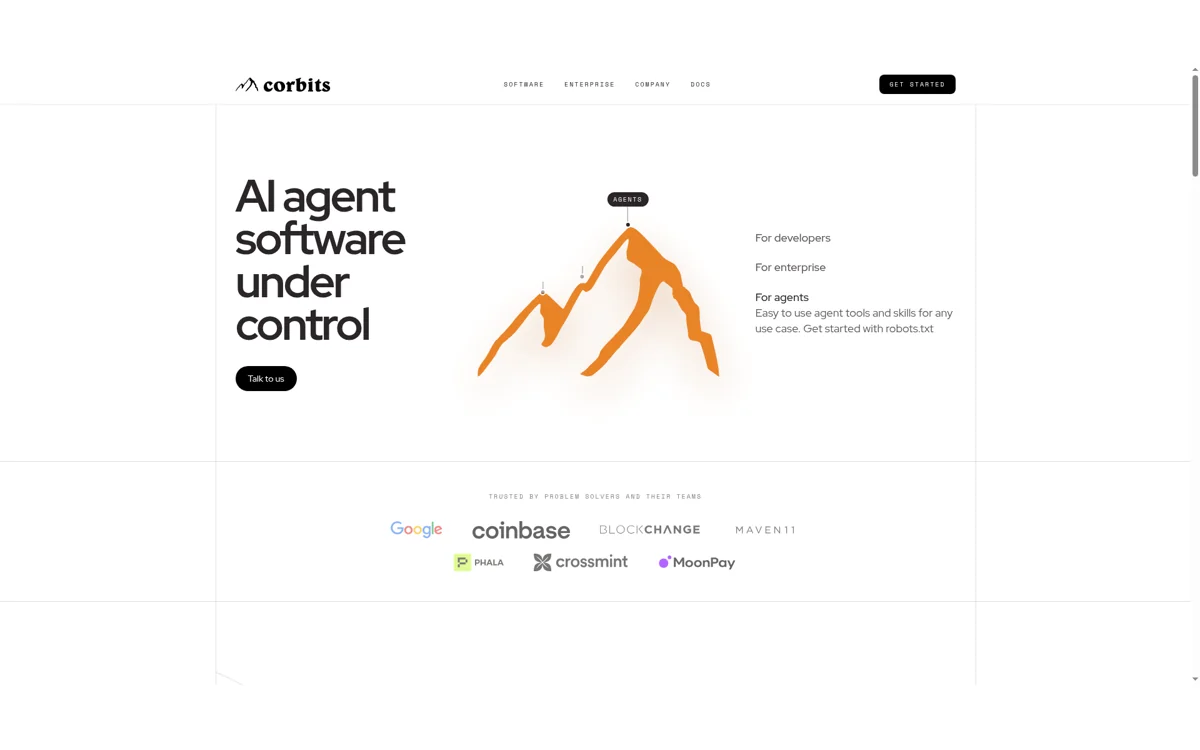 corbits
SOFTWARE ENTERPRISE COMPANY DOCS
GET STARTED
AI agent
software
under
control
Talk to us
AGENTS
For developers
For enterprise
For agents
Easy to use agent tools and skills for any
use case. Get started with robots.txt
TRUSTED BY PROBLEM SOLVERS AND THEIR TEAMS
Google coinbase BLOCKCHANGE MAVEN11
PHALA crossmint MoonPay